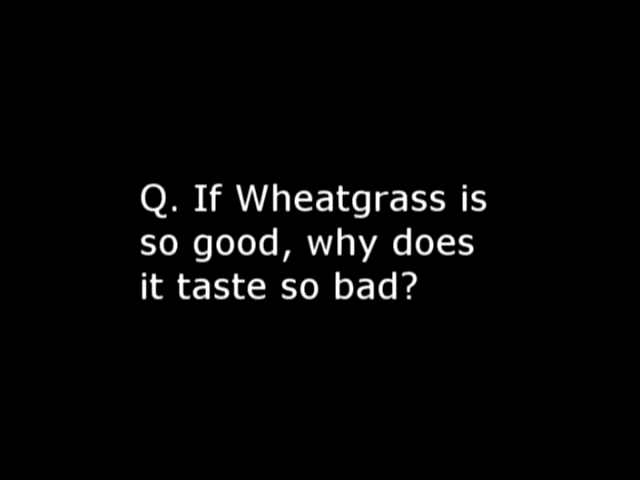 Q. If Wheatgrass is
so good, why does
it taste so bad?